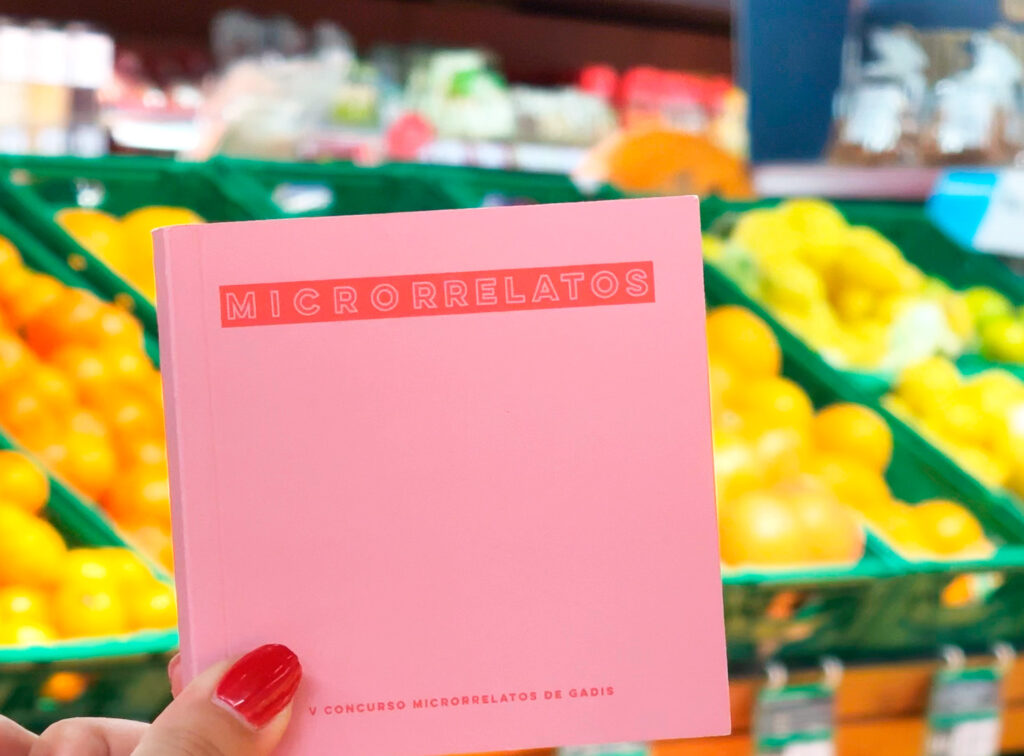 MICRORRELATOS
V CONCURSO MICRORRELATOS DE GADIS